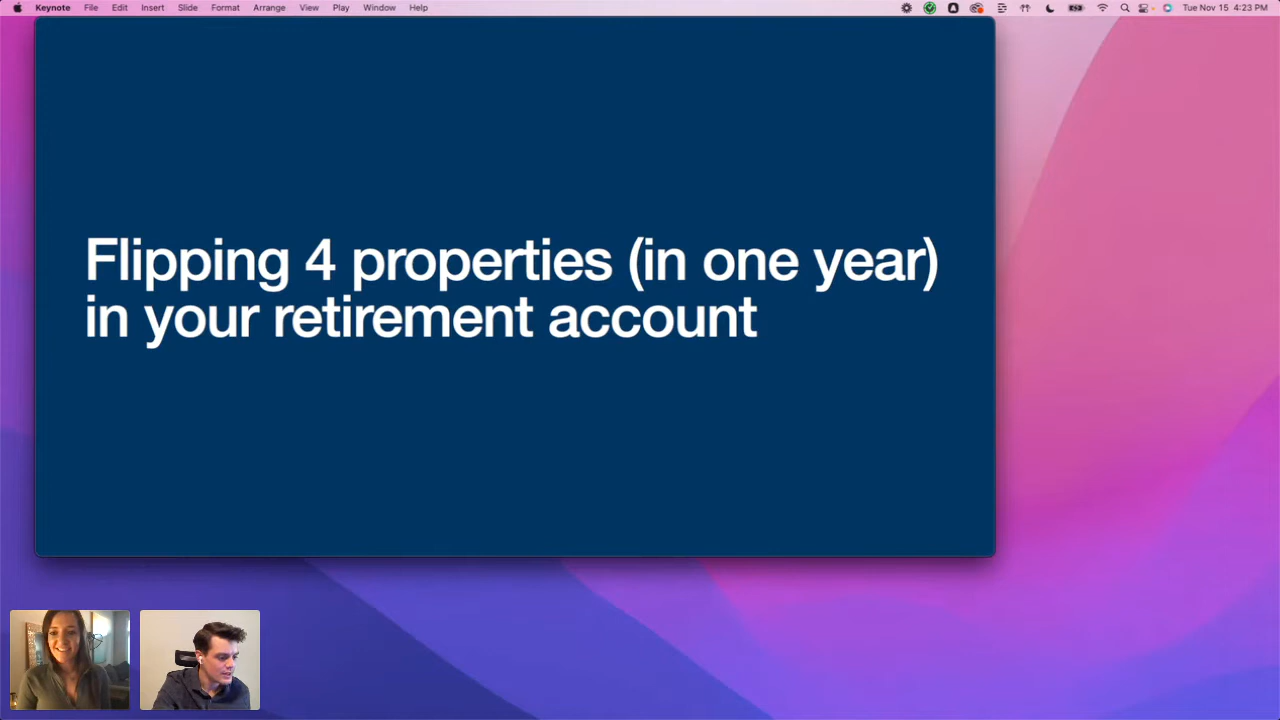 Keynote File Edit Insert Slide Format Arrange View Play Window Help Tue Nov 15 4:23 PM
Flipping 4 properties (in one year)
in your retirement account